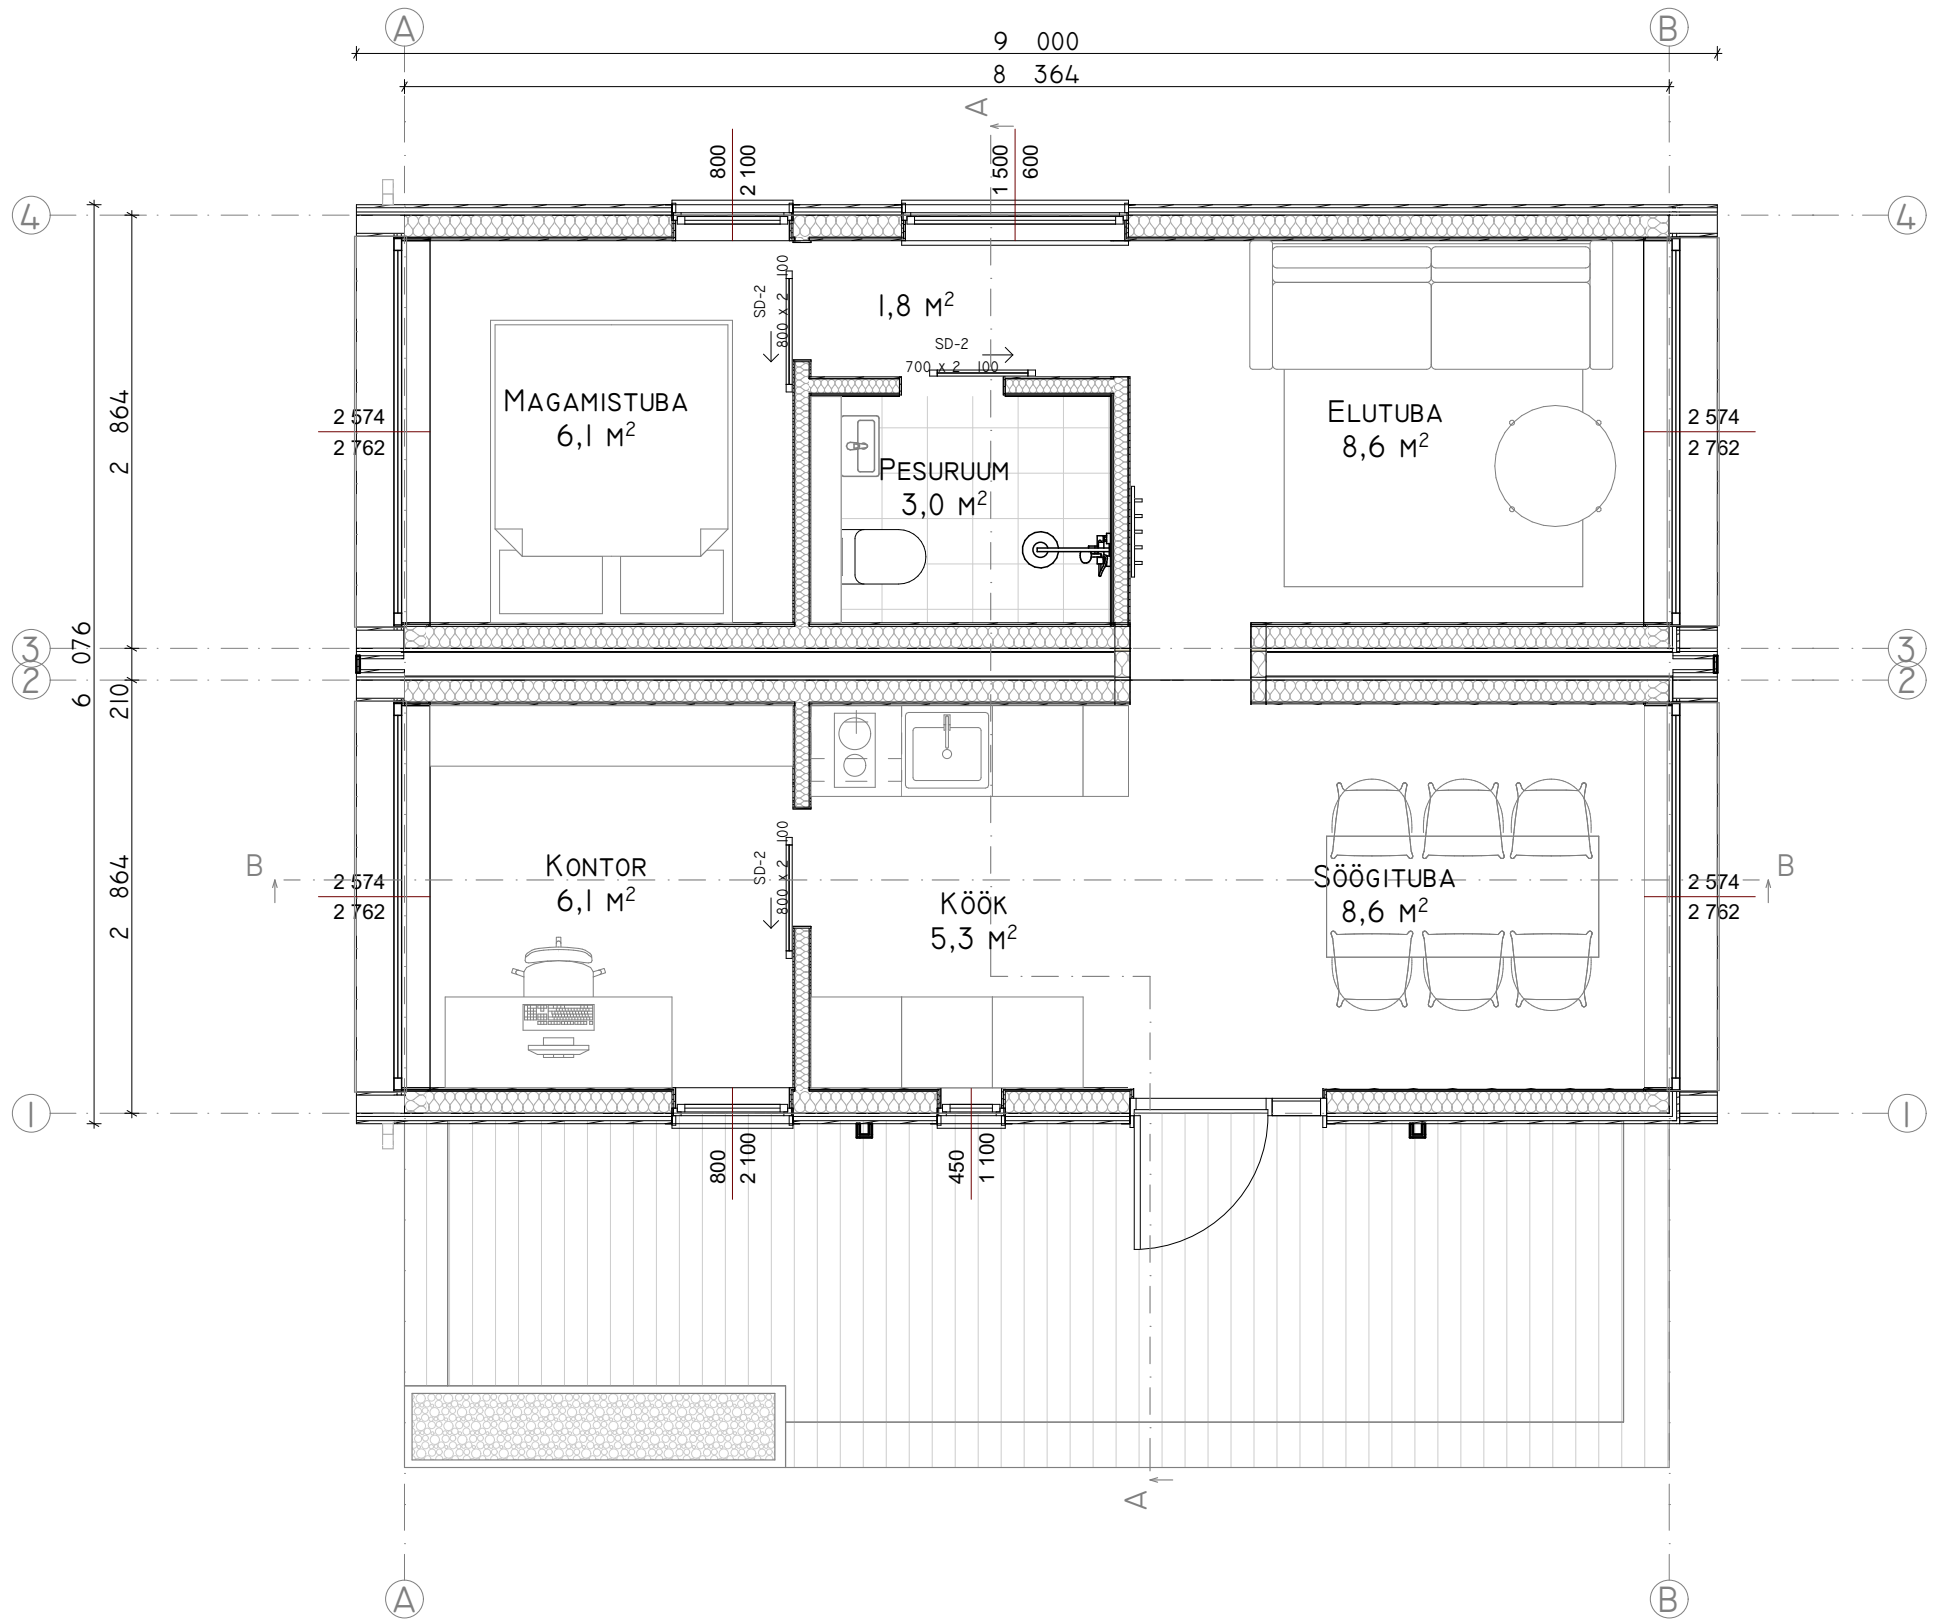 A
B
9 000
8 364
A
800
2 100
1 500
600
4
4
SD-2
800 x 2 100
1,8 M²
SD-2
700 x 2 100
MAGAMISTUBA
6,1 M²
ELUTUBA
8,6 M²
2 574
2 762
2 574
2 762
2 864
PESURUUM
3,0 M²
6 076
3
3
2
2
210
KONTOR
6,1 M²
SD-2
800 x 2 100
B
B
2 574
2 762
2 574
2 762
2 864
KÖÖK
5,3 M²
SÖÖGITUBA
8,6 M²
1
1
800
2 100
450
1 100
A
A
B